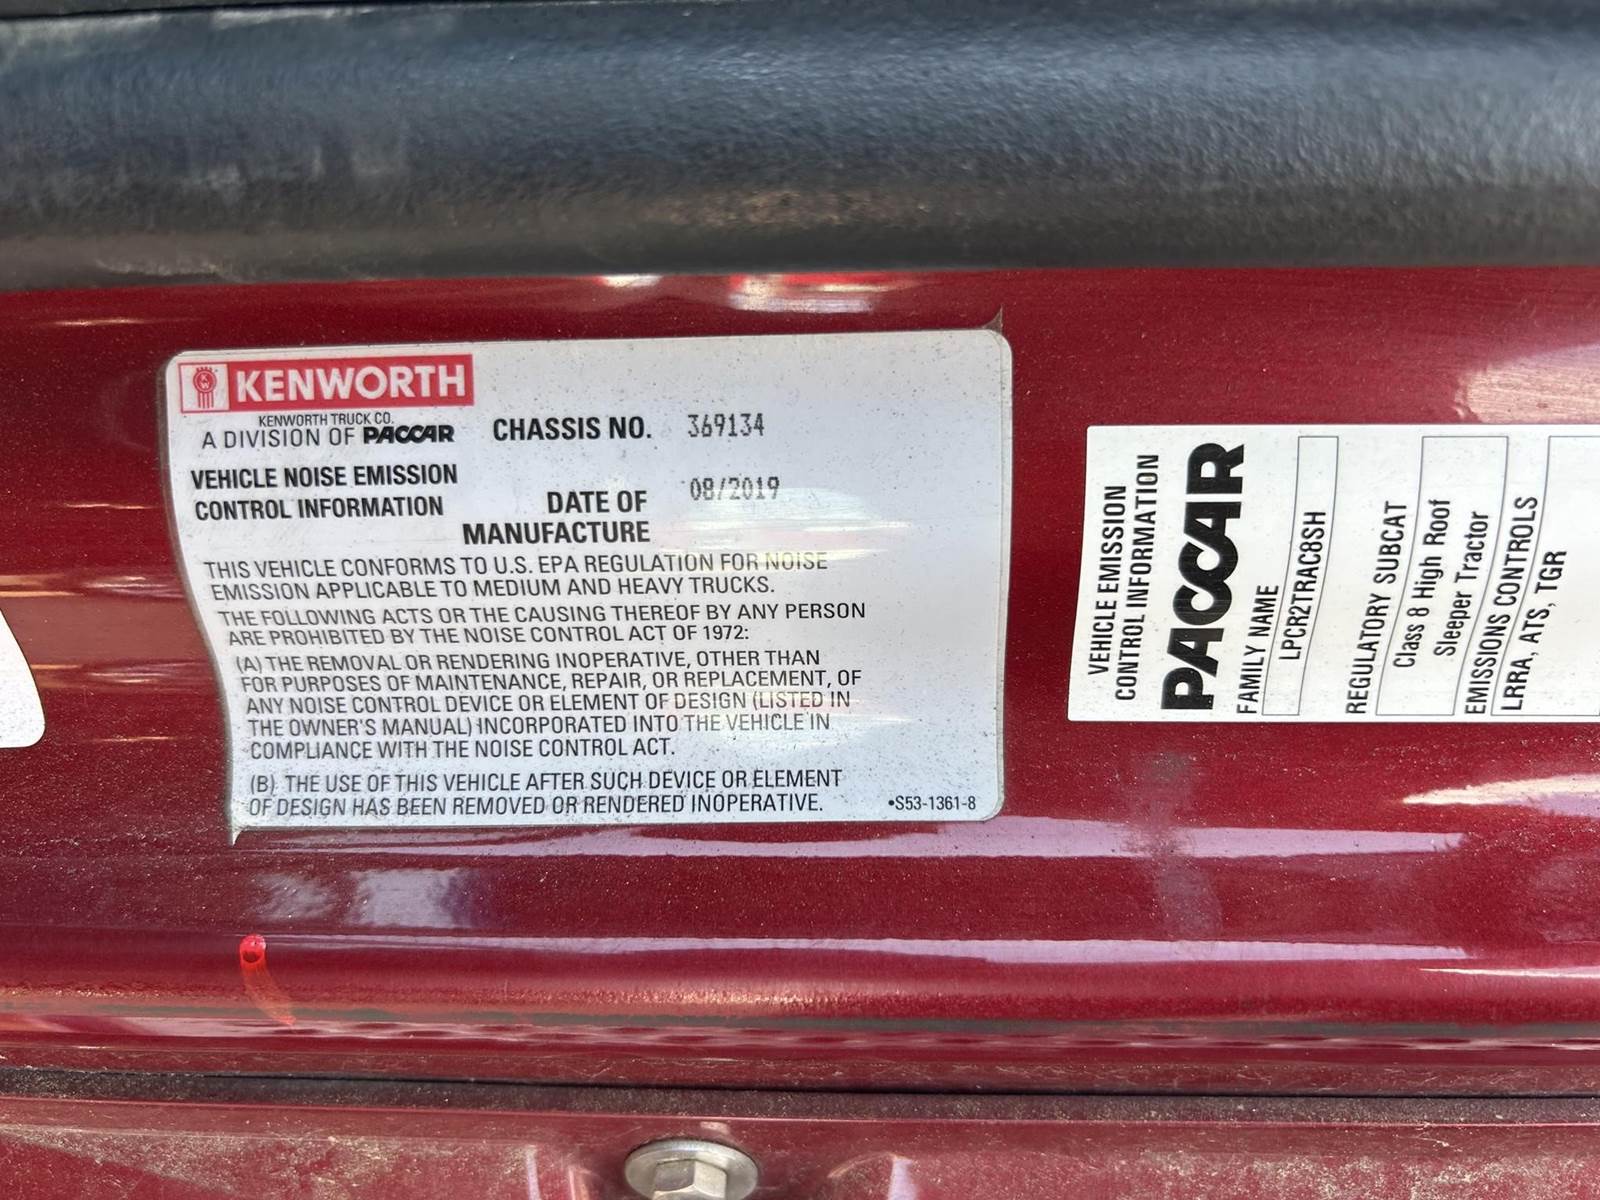 KENWORTH
KENWORTH TRUCK CO.
A DIVISION OF PACCAR
CHASSIS NO. 369134
VEHICLE NOISE EMISSION
CONTROL INFORMATION
DATE OF
MANUFACTURE
08/2019
THIS VEHICLE CONFORMS TO U.S. EPA REGULATION FOR NOISE
EMISSION APPLICABLE TO MEDIUM AND HEAVY TRUCKS.
THE FOLLOWING ACTS OR THE CAUSING THEREOF BY ANY PERSON
ARE PROHIBITED BY THE NOISE CONTROL ACT OF 1972:
(A) THE REMOVAL OR RENDERING INOPERATIVE, OTHER THAN
FOR PURPOSES OF MAINTENANCE, REPAIR, OR REPLACEMENT, OF
ANY NOISE CONTROL DEVICE OR ELEMENT OF DESIGN (LISTED IN
THE OWNER'S MANUAL) INCORPORATED INTO THE VEHICLE IN
COMPLIANCE WITH THE NOISE CONTROL ACT.
(B) THE USE OF THIS VEHICLE AFTER SUCH DEVICE OR ELEMENT
OF DESIGN HAS BEEN REMOVED OR RENDERED INOPERATIVE.
•S53-1361-8
VEHICLE EMISSION
CONTROL INFORMATION
PACCAR
FAMILY NAME
LPCR2TRAC8SH
REGULATORY SUBCAT
Class 8 High Roof
Sleeper Tractor
EMISSIONS CONTROLS
LRRA, ATS, TGR